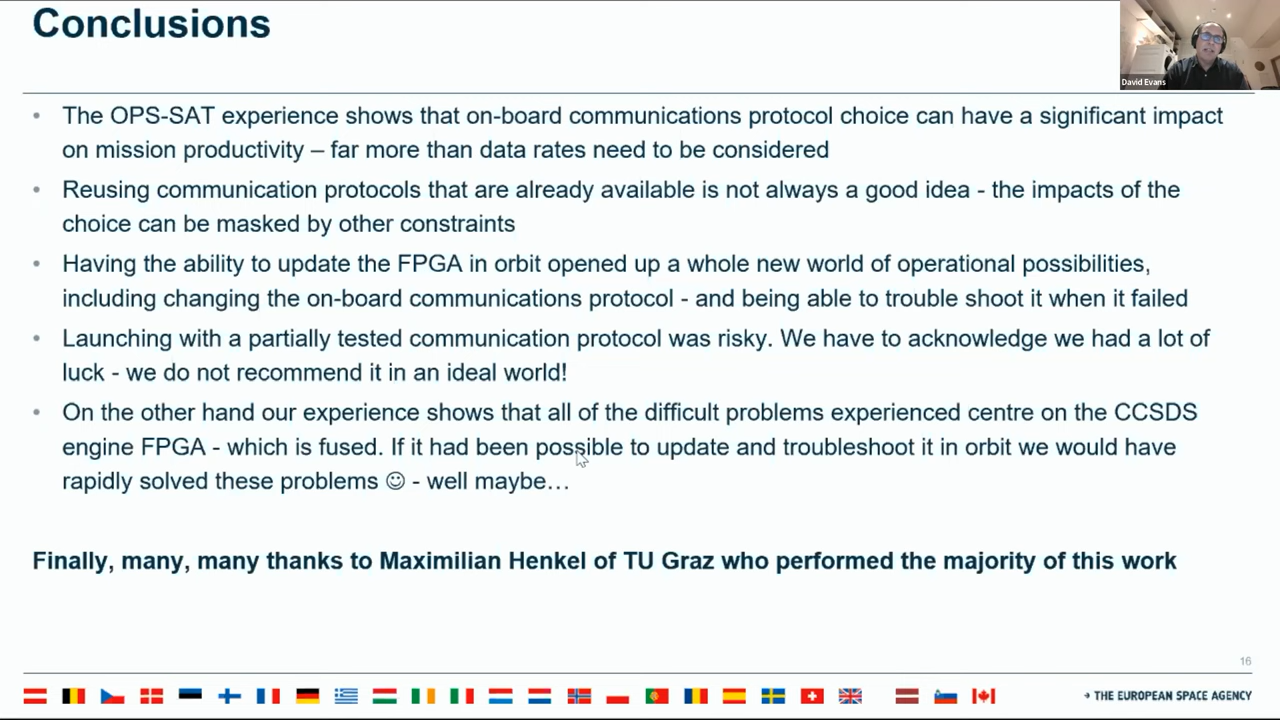 Conclusions
David Evans
• The OPS-SAT experience shows that on-board communications protocol choice can have a significant impact
on mission productivity – far more than data rates need to be considered
• Reusing communication protocols that are already available is not always a good idea - the impacts of the
choice can be masked by other constraints
• Having the ability to update the FPGA in orbit opened up a whole new world of operational possibilities,
including changing the on-board communications protocol - and being able to trouble shoot it when it failed
• Launching with a partially tested communication protocol was risky. We have to acknowledge we had a lot of
luck - we do not recommend it in an ideal world!
• On the other hand our experience shows that all of the difficult problems experienced centre on the CCSDS
engine FPGA - which is fused. If it had been possible to update and troubleshoot it in orbit we would have
rapidly solved these problems ☺ - well maybe…
Finally, many, many thanks to Maximilian Henkel of TU Graz who performed the majority of this work
16
→ THE EUROPEAN SPACE AGENCY